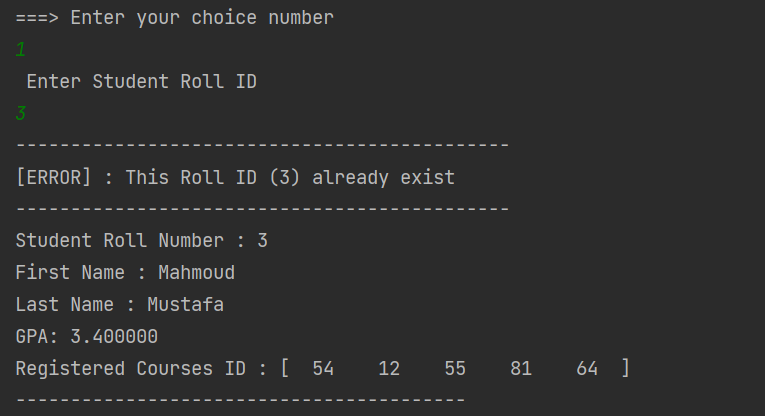 ===> Enter your choice number
1
Enter Student Roll ID
3
---------------------------------------------
[ERROR] : This Roll ID (3) already exist
---------------------------------------------
Student Roll Number : 3
First Name : Mahmoud
Last Name : Mustafa
GPA: 3.400000
Registered Courses ID : [  54    12    55    81    64  ]
-----------------------------------------